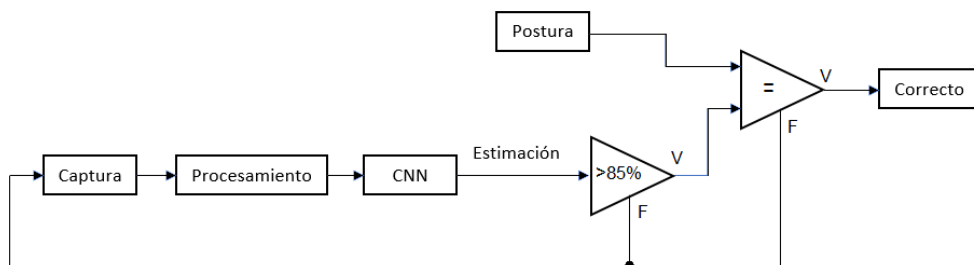 Postura
=
V
Correcto
F
Estimación
V
Captura
Procesamiento
CNN
>85%
F